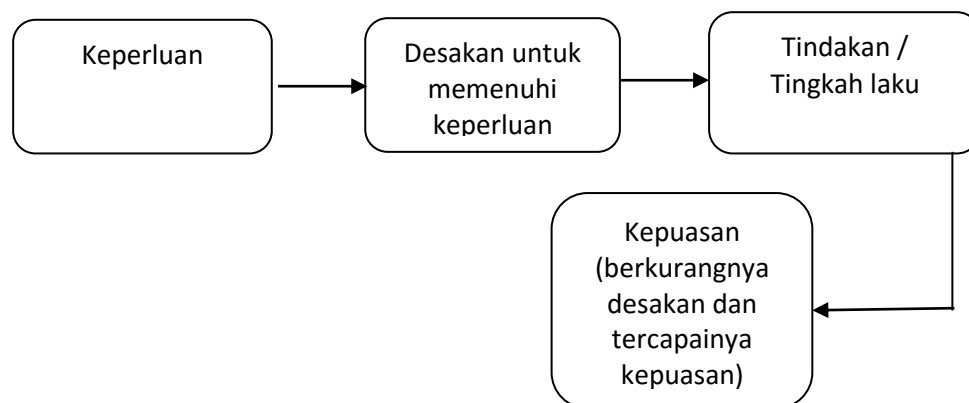 Keperluan
Desakan untuk
memenuhi
keperluan
Tindakan /
Tingkah laku
Kepuasan
(berkurangnya
desakan dan
tercapainya
kepuasan)